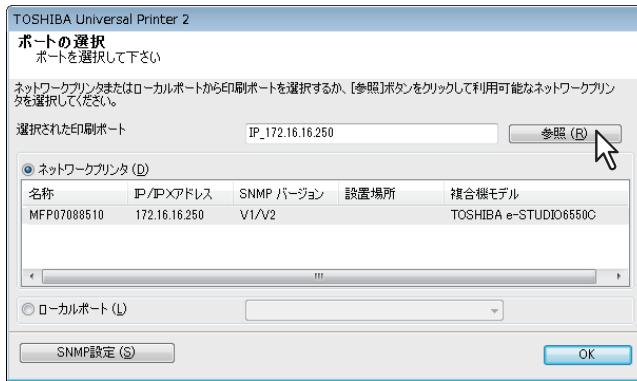 TOSHIBA Universal Printer 2
ポートの選択
ポートを選択して下さい
ネットワークプリンタまたはローカルポートから印刷ポートを選択するか、[参照]ボタンをクリックして利用可能なネットワークプリン
タを選択してください。
選択された印刷ポート IP_172.16.16.250 参照 (R)
ネットワークプリンタ (D)
名称 IP/IPXアドレス SNMP バージョン 設置場所 複合機モデル
MFP07088510 172.16.16.250 V1/V2 TOSHIBA e-STUDIO6550C
ローカルポート (L)
SNMP設定 (S) OK